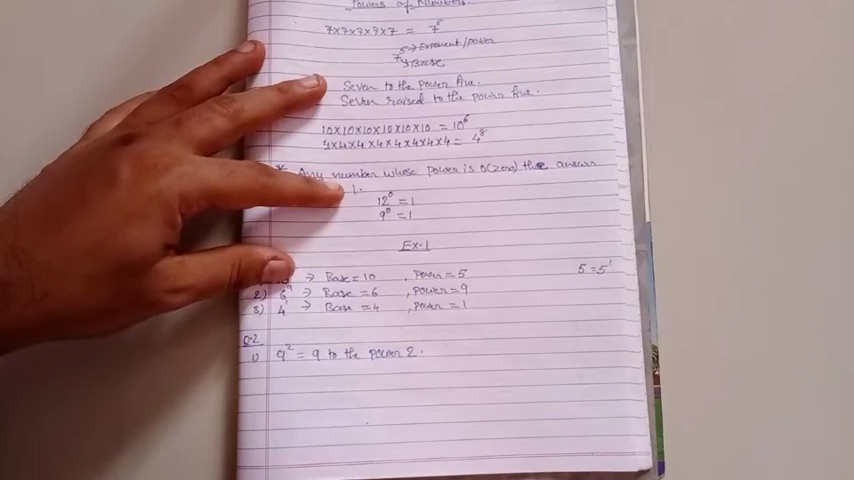 Powers of Numbers.
7×7×7×7×7 = 7⁵
7⁵ → Exponent/power
→ Base
Seven to the power five.
Seven raised to the power five.
10×10×10×10×10×10 = 10⁶
4×4×4×4×4×4×4×4 = 4⁸
* Any number whose power is 0(zero) the answer
1.
12⁰ = 1
9⁰ = 1
Ex.1
→ Base = 10 , Power = 5 5 = 5¹
2) 6⁹ → Base = 6 , power = 9
3) 4¹ → Base = 4 , power = 1
Q.2
1) 9² = 9 to the power 2.